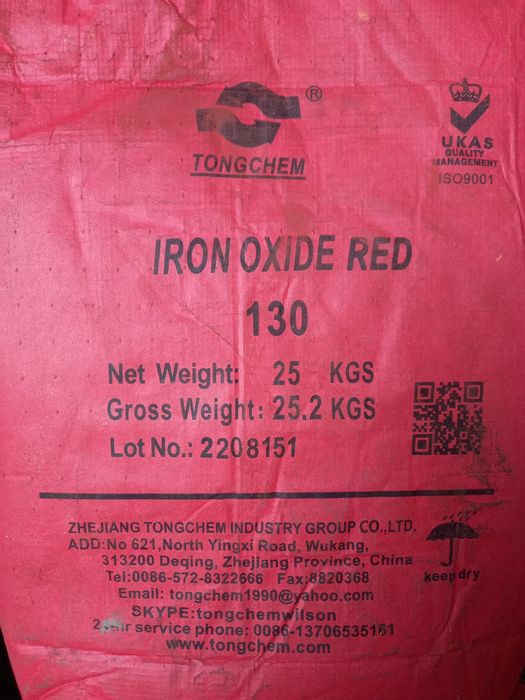 ®
TONGCHEM
UKAS
QUALITY
MANAGEMENT
ISO9001
IRON OXIDE RED
130
Net Weight: 25 KGS
Gross Weight: 25.2 KGS
Lot No.: 2208151
ZHEJIANG TONGCHEM INDUSTRY GROUP CO.,LTD.
ADD:No 621,North Yingxi Road, Wukang,
313200 Deqing, Zhejiang Province, China
Tel:0086-572-8322666 Fax:8820368
keep dry
Email: tongchem1990@yahoo.com
SKYPE:tongchemwilson
service phone: 0086-13706535161
www.tongchem.com